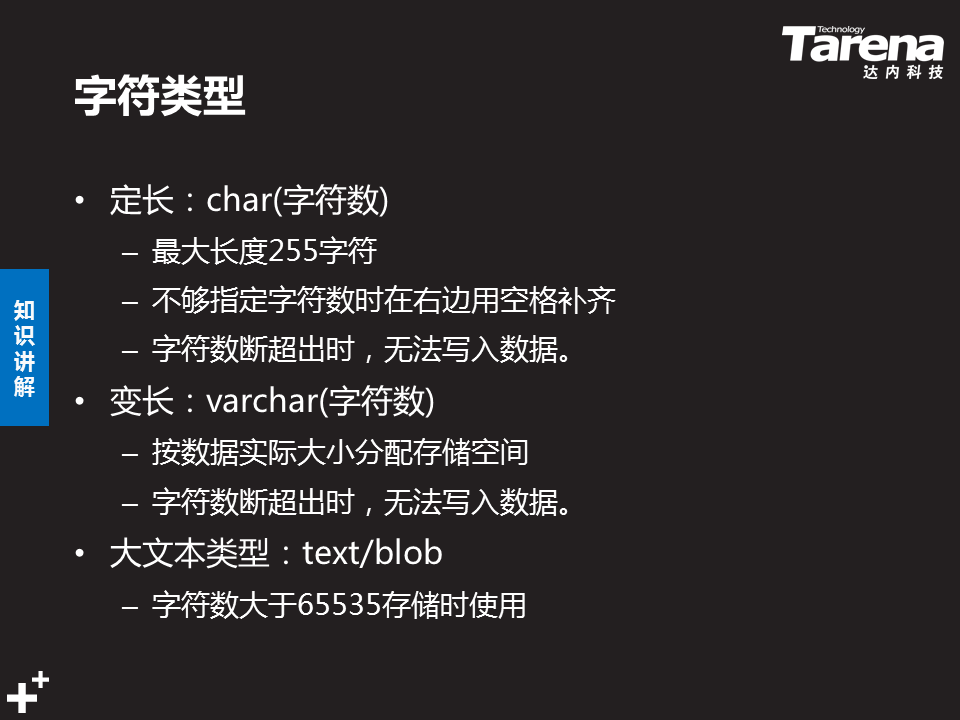 Technology
Tarena
达内科技
字符类型
• 定长：char(字符数)
– 最大长度255字符
– 不够指定字符数时在右边用空格补齐
– 字符数断超出时，无法写入数据。
• 变长：varchar(字符数)
– 按数据实际大小分配存储空间
– 字符数断超出时，无法写入数据。
• 大文本类型：text/blob
– 字符数大于65535存储时使用
知识讲解